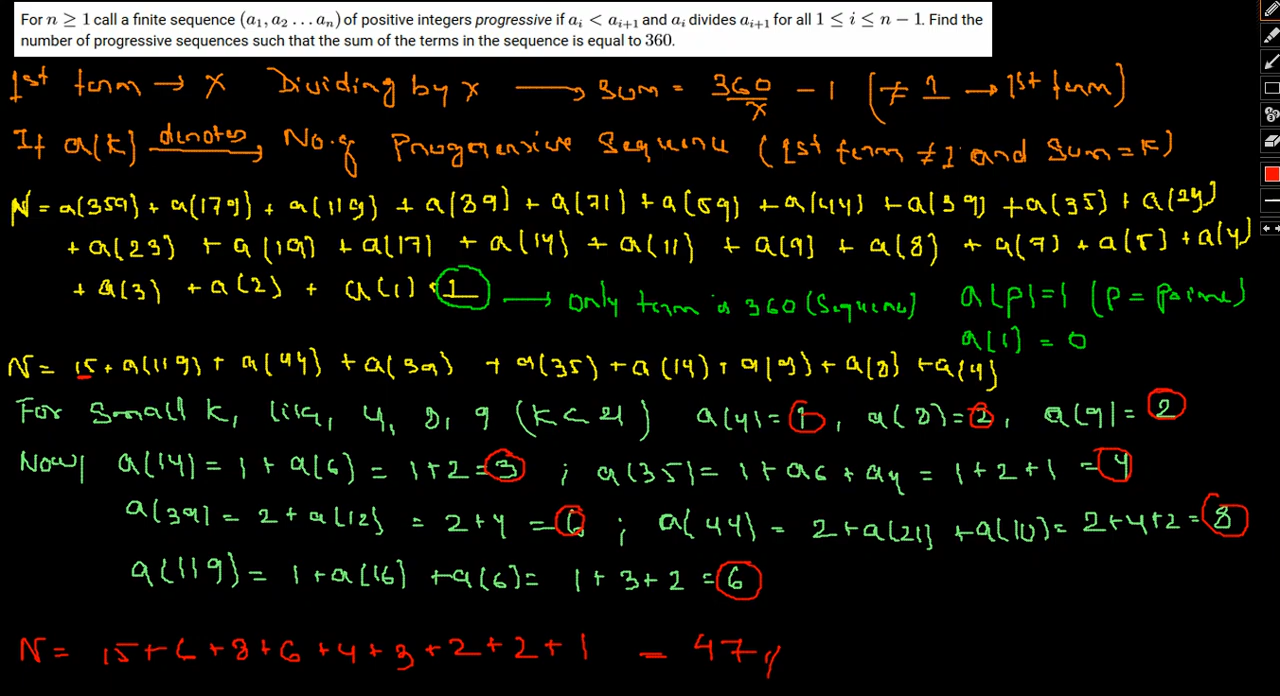 For n ≥ 1 call a finite sequence (a₁, a₂ … aₙ) of positive integers progressive if aᵢ < aᵢ₊₁ and aᵢ divides aᵢ₊₁ for all 1 ≤ i ≤ n − 1. Find the
number of progressive sequences such that the sum of the terms in the sequence is equal to 360.
1st term → x Dividing by x → Sum = 360/x − 1 (≠ 1 → 1st term)
If a(k) denotes No. of Progressive Sequence (1st term ≠ 1 and Sum = k)
N = a(359) + a(179) + a(119) + a(89) + a(71) + a(59) + a(44) + a(39) + a(35) + a(29)
+ a(23) + a(19) + a(17) + a(14) + a(11) + a(9) + a(8) + a(7) + a(5) + a(4)
+ a(3) + a(2) + a(1) + 1 → only term is 360 (Sequence) a(p) = 1 (p = prime)
a(1) = 0
N = 15 + a(119) + a(44) + a(39) + a(35) + a(14) + a(9) + a(8) + a(4)
For Small k, like, 4, 8, 9 (k < 21) a(4) = 1, a(8) = 2, a(9) = 2
Now, a(14) = 1 + a(6) = 1+2 = 3 ; a(35) = 1 + a6 + a4 = 1+2+1 = 4
a(39) = 2 + a(12) = 2+4 = 6 ; a(44) = 2 + a(21) + a(10) = 2+4+2 = 8
a(119) = 1 + a(16) + a(6) = 1+3+2 = 6
N = 15+6+8+6+4+3+2+2+1 = 47